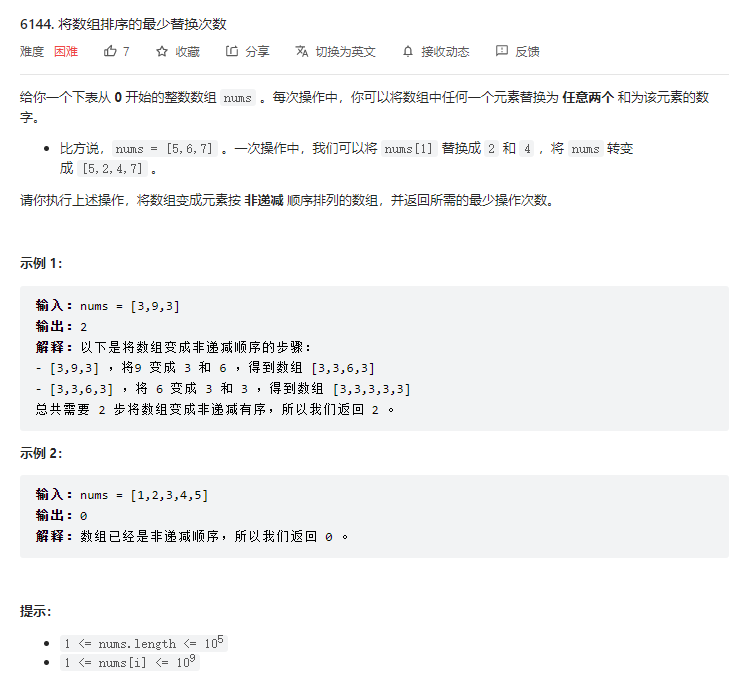 6144. 将数组排序的最少替换次数
难度 困难 7 收藏 分享 切换为英文 接收动态 反馈
给你一个下表从 0 开始的整数数组 nums 。每次操作中，你可以将数组中任何一个元素替换为 任意两个 和为该元素的数
字。
比方说， nums = [5,6,7] 。一次操作中，我们可以将 nums[1] 替换成 2 和 4 ，将 nums 转变
成 [5,2,4,7] 。
请你执行上述操作，将数组变成元素按 非递减 顺序排列的数组，并返回所需的最少操作次数。
示例 1：
输入：nums = [3,9,3]
输出：2
解释：以下是将数组变成非递减顺序的步骤：
- [3,9,3] ，将9 变成 3 和 6 ，得到数组 [3,3,6,3]
- [3,3,6,3] ，将 6 变成 3 和 3 ，得到数组 [3,3,3,3,3]
总共需要 2 步将数组变成非递减有序，所以我们返回 2 。
示例 2：
输入：nums = [1,2,3,4,5]
输出：0
解释：数组已经是非递减顺序，所以我们返回 0 。
提示：
1 <= nums.length <= 10⁵
1 <= nums[i] <= 10⁹